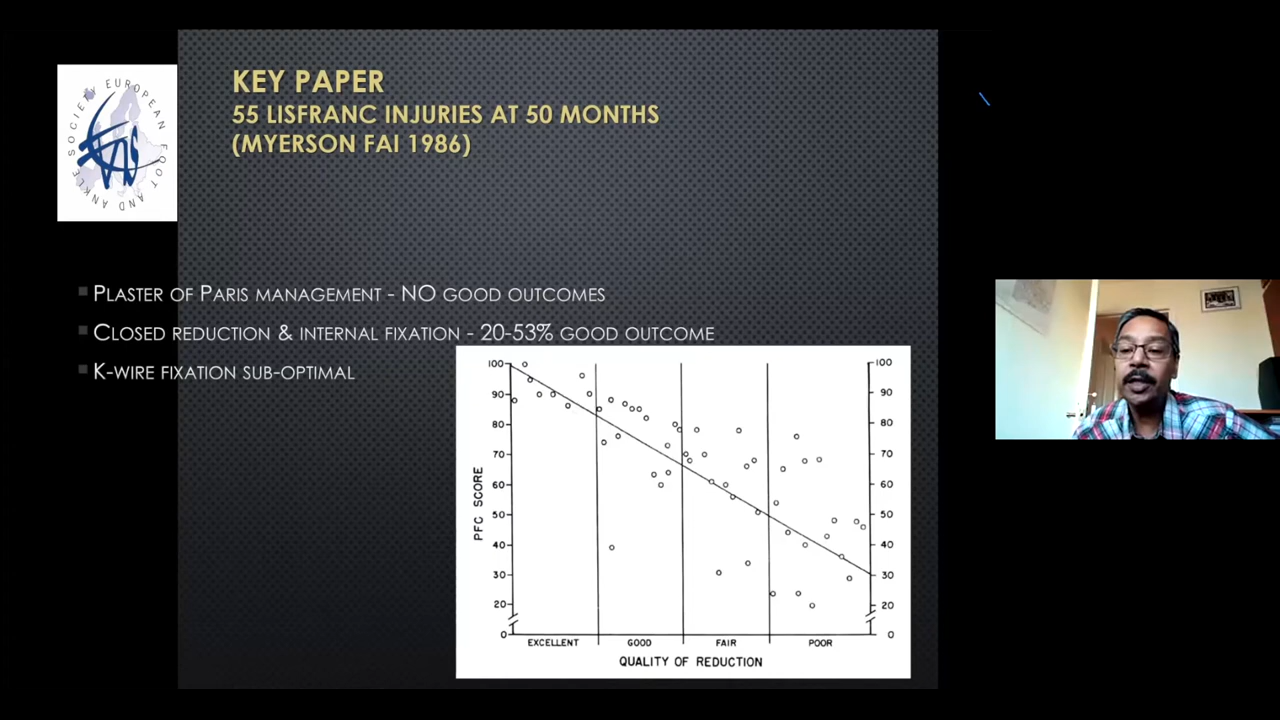 KEY PAPER
55 LISFRANC INJURIES AT 50 MONTHS
(MYERSON FAI 1986)
SOCIETY EUROPEAN FOOT AND ANKLE
▪ PLASTER OF PARIS MANAGEMENT - NO GOOD OUTCOMES
▪ CLOSED REDUCTION & INTERNAL FIXATION - 20-53% GOOD OUTCOME
▪ K-WIRE FIXATION SUB-OPTIMAL
100 100
90 90
80 80
70 70
60 60
50 50
40 40
30 30
20 20
0 0
PFC SCORE
EXCELLENT GOOD FAIR POOR
QUALITY OF REDUCTION